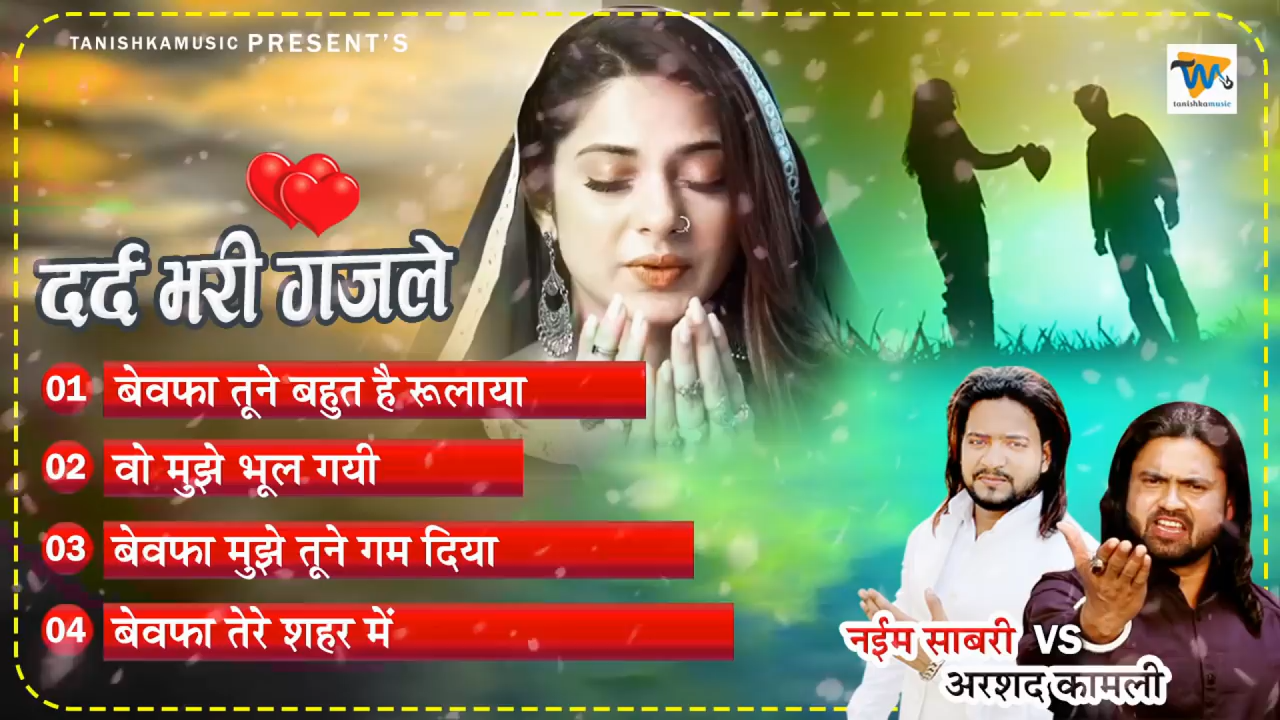 TANISHKAMUSIC PRESENT'S
TM
tanishkamusic
दर्द भरी गजले
01 बेवफा तूने बहुत है रूलाया
02 वो मुझे भूल गयी
03 बेवफा मुझे तूने गम दिया
04 बेवफा तेरे शहर में
नईम साबरी VS
अरशद कामली